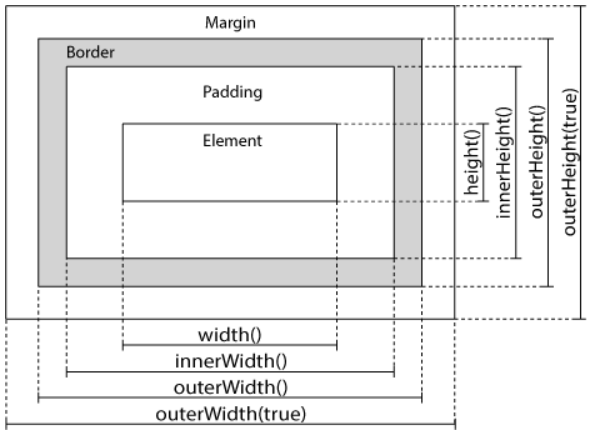 Margin
Border
Padding
Element
height()
innerHeight()
outerHeight()
outerHeight(true)
width()
innerWidth()
outerWidth()
outerWidth(true)